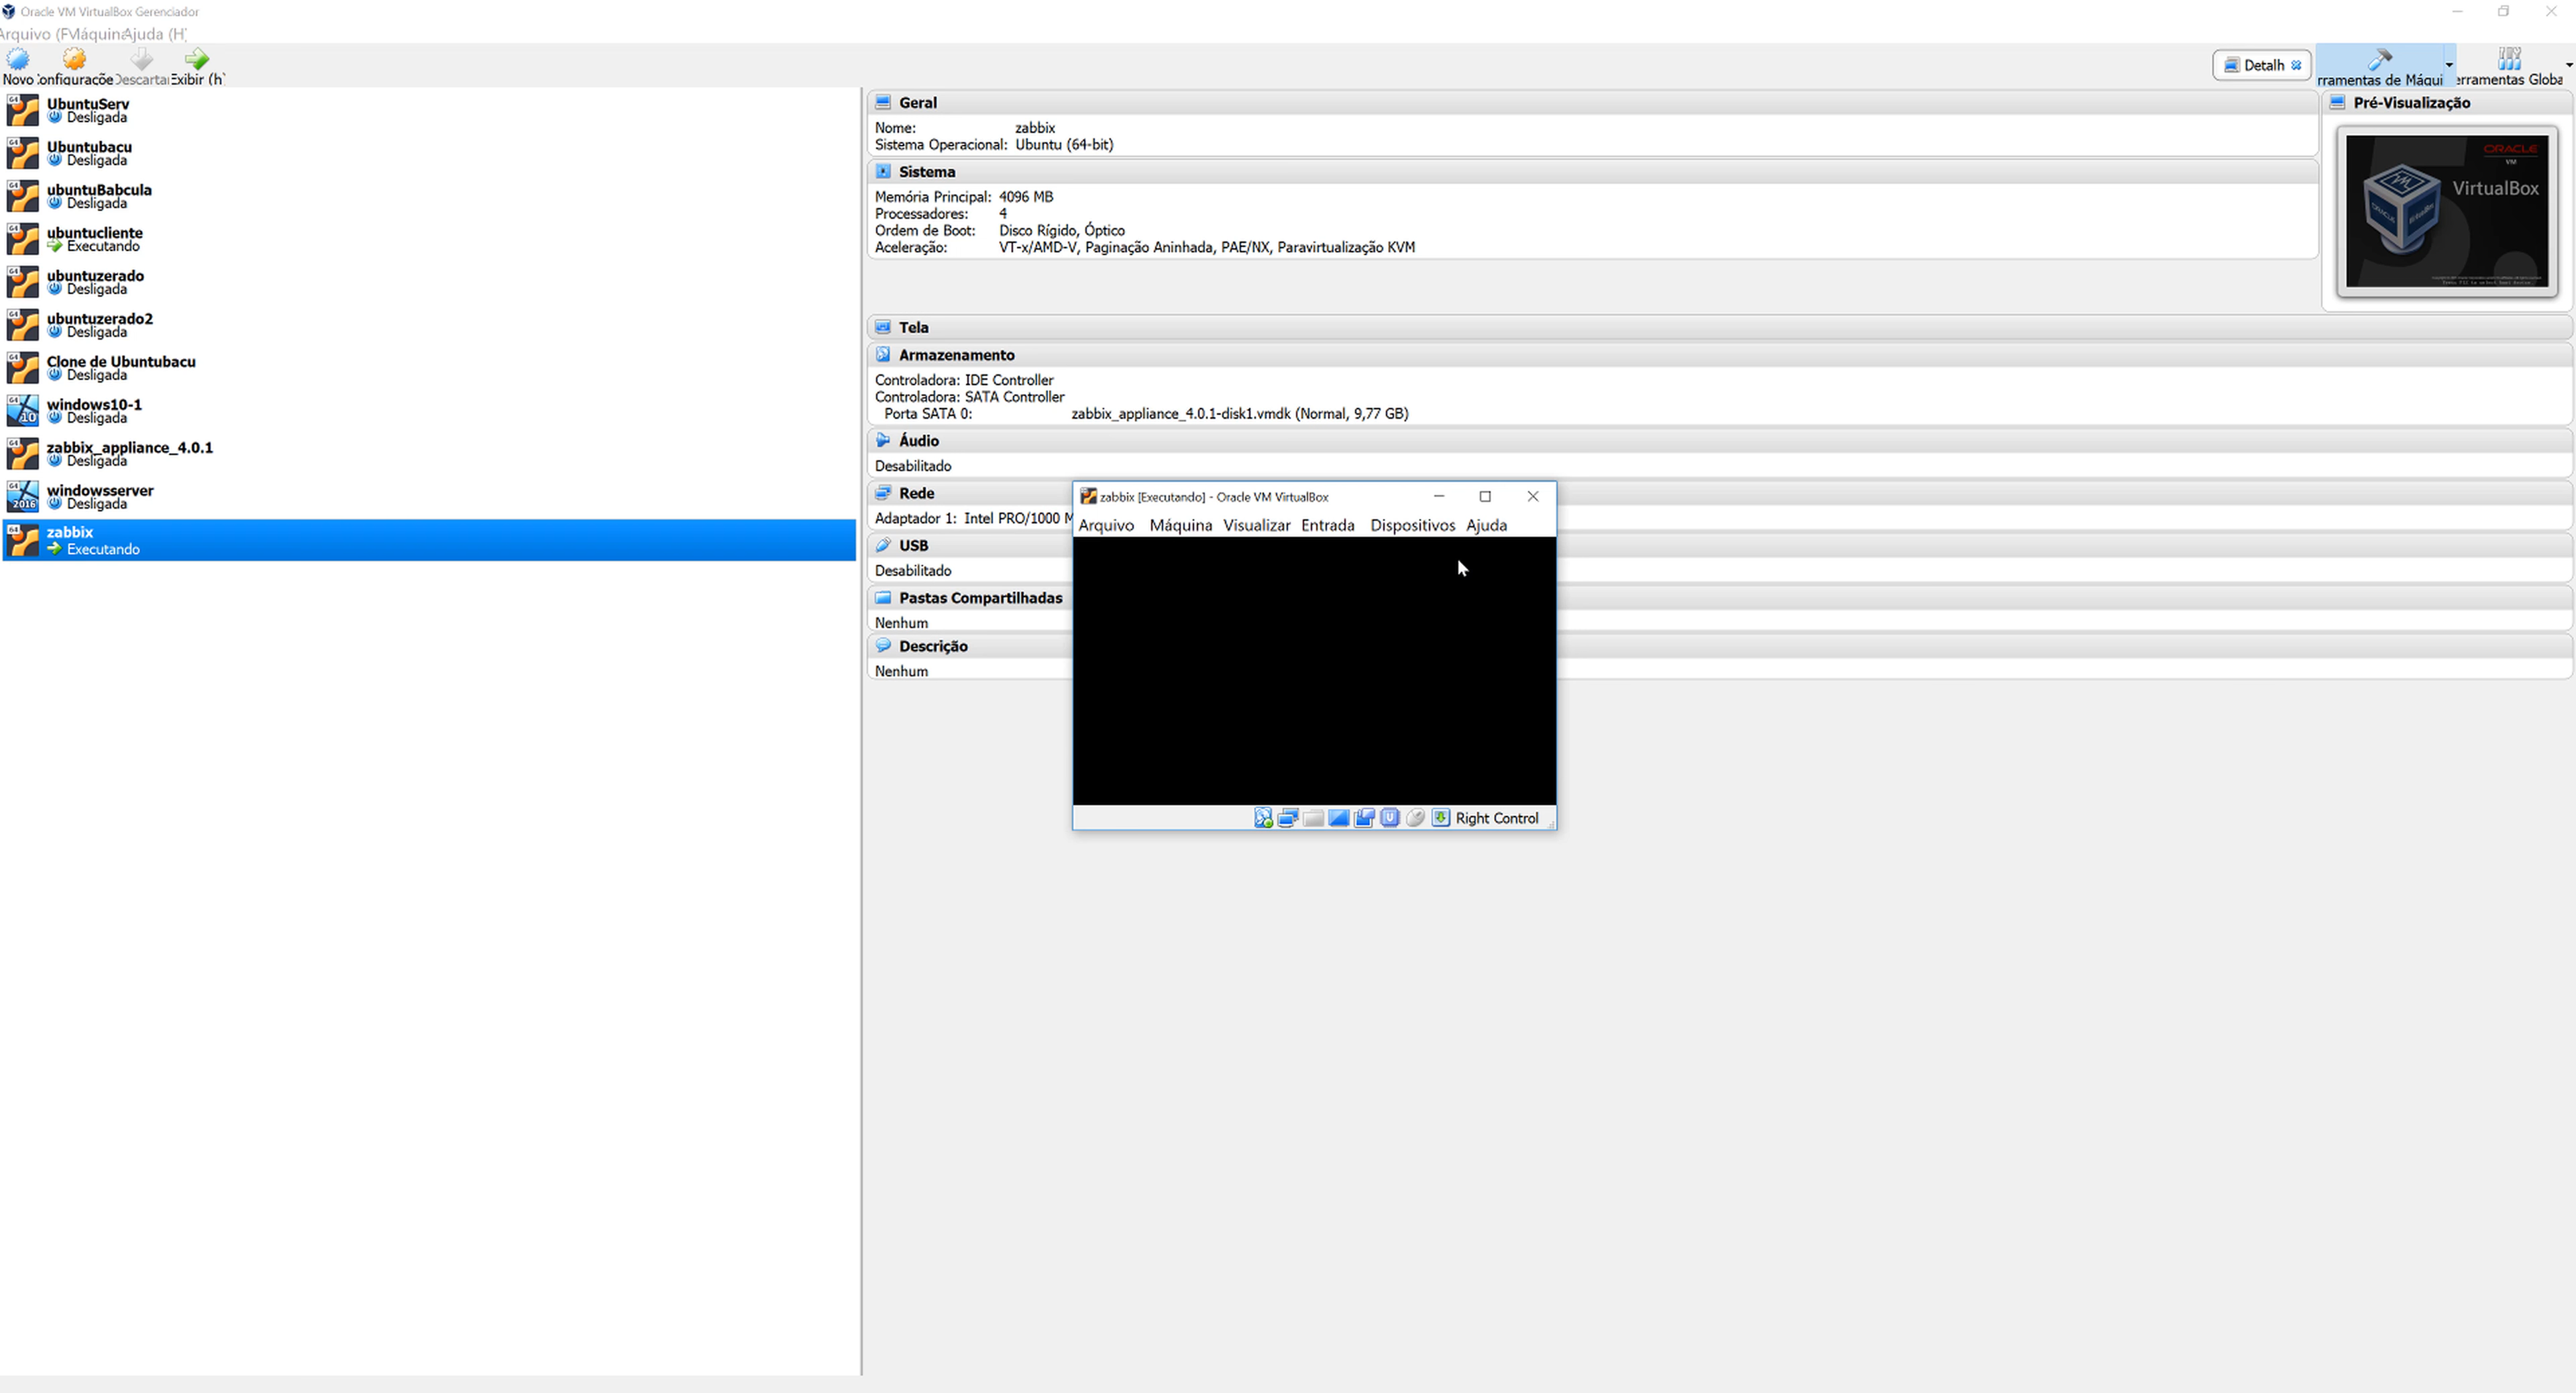 Oracle VM VirtualBox Gerenciador
Arquivo (F Máquina Ajuda (H)
Novo onfiguraçõe Descartar Exibir (h)
Detalh
rramentas de Máqui
erramentas Globa
UbuntuServ
Desligada
Ubuntubacu
Desligada
ubuntuBabcula
Desligada
ubuntucliente
Executando
ubuntuzerado
Desligada
ubuntuzerado2
Desligada
Clone de Ubuntubacu
Desligada
windows10-1
Desligada
zabbix_appliance_4.0.1
Desligada
windowsserver
Desligada
zabbix
Executando
Geral
Nome: zabbix
Sistema Operacional: Ubuntu (64-bit)
Sistema
Memória Principal: 4096 MB
Processadores: 4
Ordem de Boot: Disco Rígido, Óptico
Aceleração: VT-x/AMD-V, Paginação Aninhada, PAE/NX, Paravirtualização KVM
Pré-Visualização
ORACLE
VM
VirtualBox
Tela
Armazenamento
Controladora: IDE Controller
Controladora: SATA Controller
Porta SATA 0: zabbix_appliance_4.0.1-disk1.vmdk (Normal, 9,77 GB)
Áudio
Desabilitado
Rede
Adaptador 1: Intel PRO/1000 M
USB
Desabilitado
Pastas Compartilhadas
Nenhum
Descrição
Nenhum
zabbix [Executando] - Oracle VM VirtualBox
Arquivo Máquina Visualizar Entrada Dispositivos Ajuda
Right Control